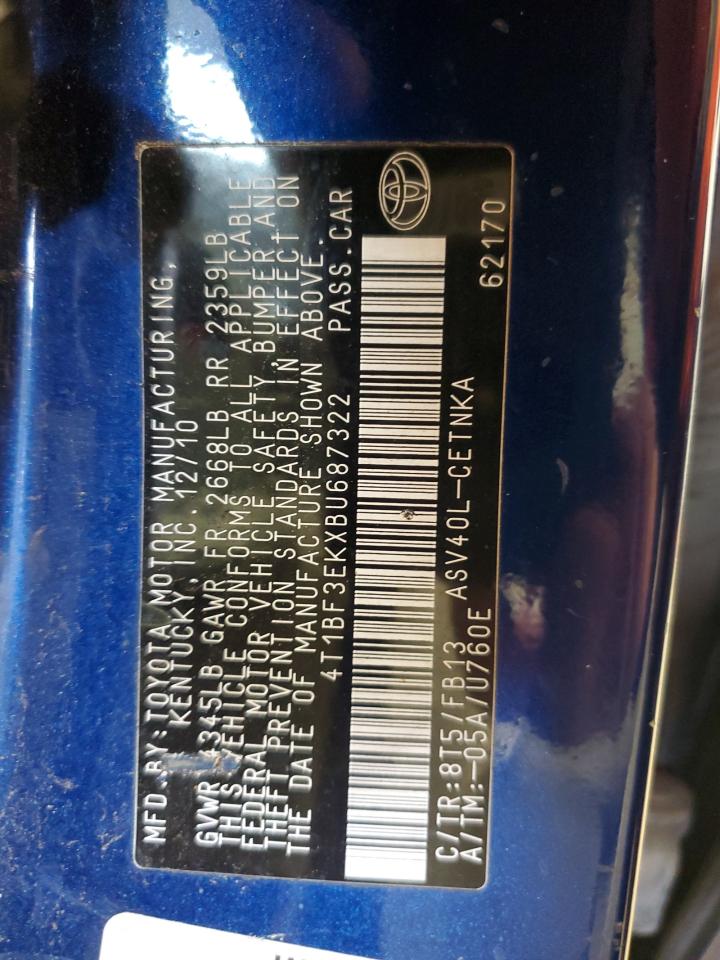 MFD.BY:TOYOTA MOTOR MANUFACTURING,
KENTUCKY, INC. 12/10
GVWR 4345LB GAWR FR 2668LB RR 2359LB
THIS VEHICLE CONFORMS TO ALL APPLICABLE
FEDERAL MOTOR VEHICLE SAFETY, BUMPER AND
THEFT PREVENTION STANDARDS IN EFFECT ON
THE DATE OF MANUFACTURE SHOWN ABOVE.
4T1BF3EKXBU687322 PASS.CAR
C/TR:8T5/FB13 ASV40L-CETNKA
A/TM:-05A/U760E 62170